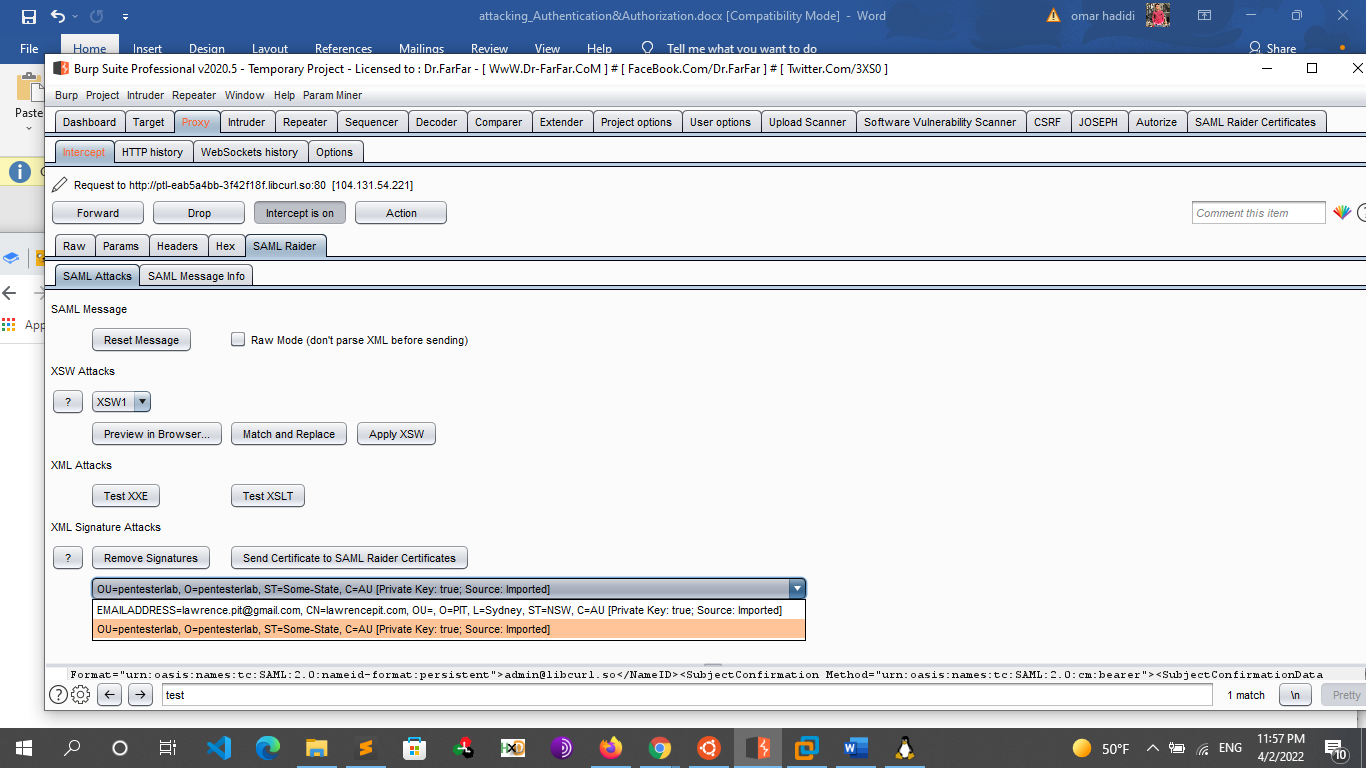 attacking_Authentication&Authorization.docx [Compatibility Mode] - Word
omar hadidi
File Home Insert Design Layout References Mailings Review View Help Tell me what you want to do Share
Paste
Burp Suite Professional v2020.5 - Temporary Project - Licensed to : Dr.FarFar - [ WwW.Dr-FarFar.CoM ] # [ FaceBook.Com/Dr.FarFar ] # [ Twitter.Com/3XS0 ]
Burp Project Intruder Repeater Window Help Param Miner
Dashboard Target Proxy Intruder Repeater Sequencer Decoder Comparer Extender Project options User options Upload Scanner Software Vulnerability Scanner CSRF JOSEPH Autorize SAML Raider Certificates
Intercept HTTP history WebSockets history Options
Request to http://ptl-eab5a4bb-3f42f18f.libcurl.so:80 [104.131.54.221]
Forward Drop Intercept is on Action Comment this item ?
Raw Params Headers Hex SAML Raider
SAML Attacks SAML Message Info
SAML Message
App
Reset Message Raw Mode (don't parse XML before sending)
XSW Attacks
? XSW1
Preview in Browser... Match and Replace Apply XSW
XML Attacks
Test XXE Test XSLT
XML Signature Attacks
? Remove Signatures Send Certificate to SAML Raider Certificates
OU=pentesterlab, O=pentesterlab, ST=Some-State, C=AU [Private Key: true; Source: Imported]
EMAILADDRESS=lawrence.pit@gmail.com, CN=lawrencepit.com, OU=, O=PIT, L=Sydney, ST=NSW, C=AU [Private Key: true; Source: Imported]
OU=pentesterlab, O=pentesterlab, ST=Some-State, C=AU [Private Key: true; Source: Imported]
Format="urn:oasis:names:tc:SAML:2.0:nameid-format:persistent">admin@libcurl.so</NameID><SubjectConfirmation Method="urn:oasis:names:tc:SAML:2.0:cm:bearer"><SubjectConfirmationData
? test 1 match \n Pretty
50°F ENG 11:57 PM
4/2/2022 10